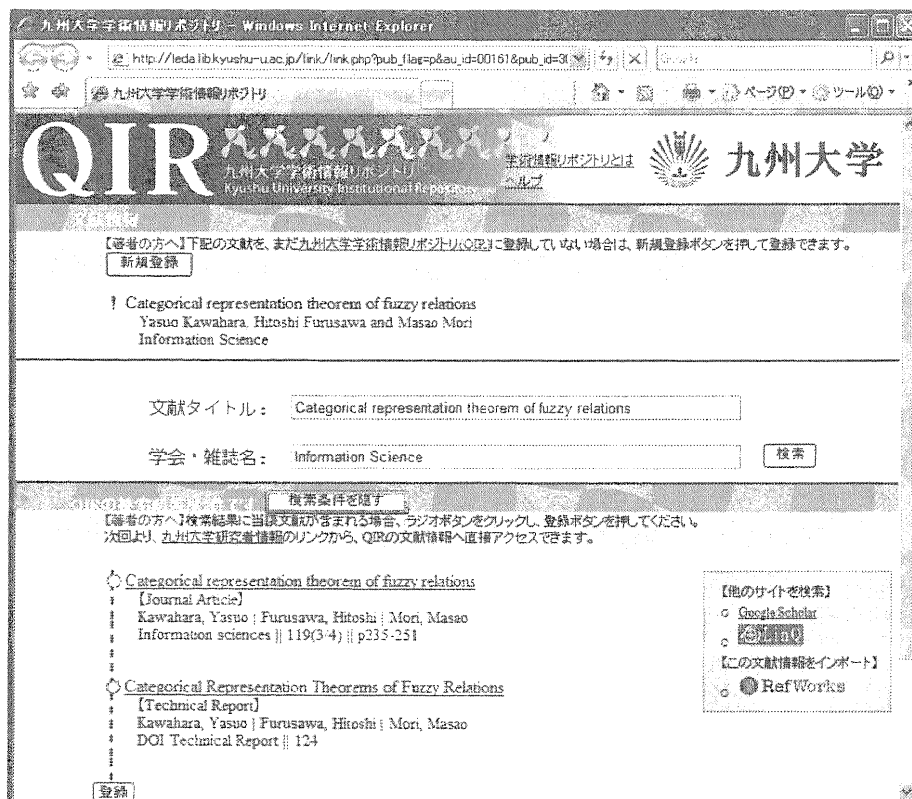 九州大学学術情報リポジトリ - Windows Internet Explorer
http://leda.lib.kyushu-u.ac.jp/link/link.php?pub_flag=p&au_id=00161&pub_id=3
九州大学学術情報リポジトリ
ページ(P)
ツール(O)
QIR
九州大学学術情報リポジトリ
Kyushu University Institutional Repository
学術情報リポジトリとは
ヘルプ
九州大学
【著者の方へ】下記の文献を、まだ九州大学学術情報リポジトリ(QIR)に登録していない場合は、新規登録ボタンを押して登録できます。
新規登録
Categorical representation theorem of fuzzy relations
Yasuo Kawahara, Hitoshi Furusawa and Masao Mori
Information Science
文献タイトル: Categorical representation theorem of fuzzy relations
学会・雑誌名: Information Science
検索
検索条件を隠す
【著者の方へ】検索結果に当該文献が含まれる場合、ラジオボタンをクリックし、登録ボタンを押してください。
次回より、九州大学研究者情報のリンクから、QIRの文献情報へ直接アクセスできます。
Categorical representation theorem of fuzzy relations
【Journal Article】
Kawahara, Yasuo | Furusawa, Hitoshi | Mori, Masao
Information sciences || 119(3/4) || p235-251
Categorical Representation Theorems of Fuzzy Relations
【Technical Report】
Kawahara, Yasuo | Furusawa, Hitoshi | Mori, Masao
DOI Technical Report || 124
登録
【他のサイトを検索】
Google Scholar
【この文献情報をインポート】
RefWorks